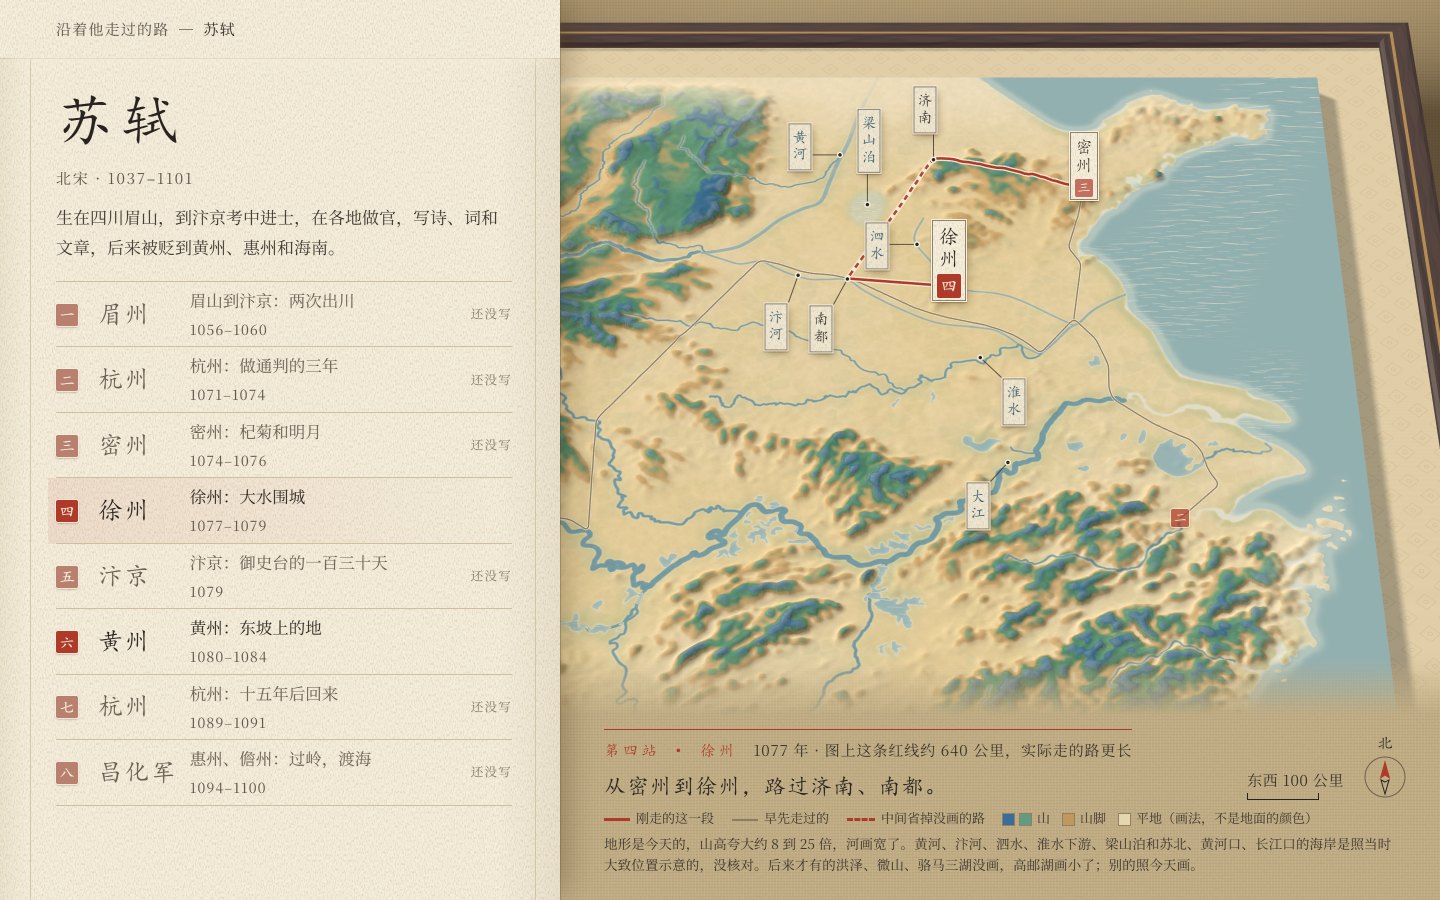 沿着他走过的路 — 苏轼
苏轼
北宋 · 1037–1101
生在四川眉山，到汴京考中进士，在各地做官，写诗、词和
文章，后来被贬到黄州、惠州和海南。
一 眉州 眉山到汴京：两次出川 还没写
1056–1060
二 杭州 杭州：做通判的三年 还没写
1071–1074
三 密州 密州：杞菊和明月 还没写
1074–1076
四 徐州 徐州：大水围城
1077–1079
五 汴京 汴京：御史台的一百三十天 还没写
1079
六 黄州 黄州：东坡上的地
1080–1084
七 杭州 杭州：十五年后回来 还没写
1089–1091
八 昌化军 惠州、儋州：过岭，渡海 还没写
1094–1100
济南
梁山泊
黄河
密州
三
泗水
徐州
四
汴河
南都
淮水
大江
二
第四站 • 徐州 1077 年 · 图上这条红线约 640 公里，实际走的路更长
从密州到徐州，路过济南、南都。
北
东西 100 公里
刚走的这一段 早先走过的 中间省掉没画的路 山 山脚 平地（画法，不是地面的颜色）
地形是今天的，山高夸大约 8 到 25 倍，河画宽了。黄河、汴河、泗水、淮水下游、梁山泊和苏北、黄河口、长江口的海岸是照当时
大致位置示意的，没核对。后来才有的洪泽、微山、骆马三湖没画，高邮湖画小了；别的照今天画。